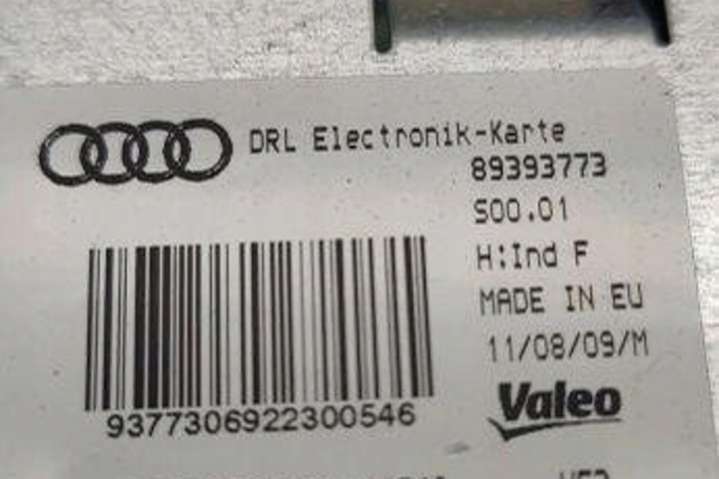 DRL Electronik-Karte
89393773
S00.01
H:Ind F
MADE IN EU
11/08/09/M
Valeo
9377306922300546